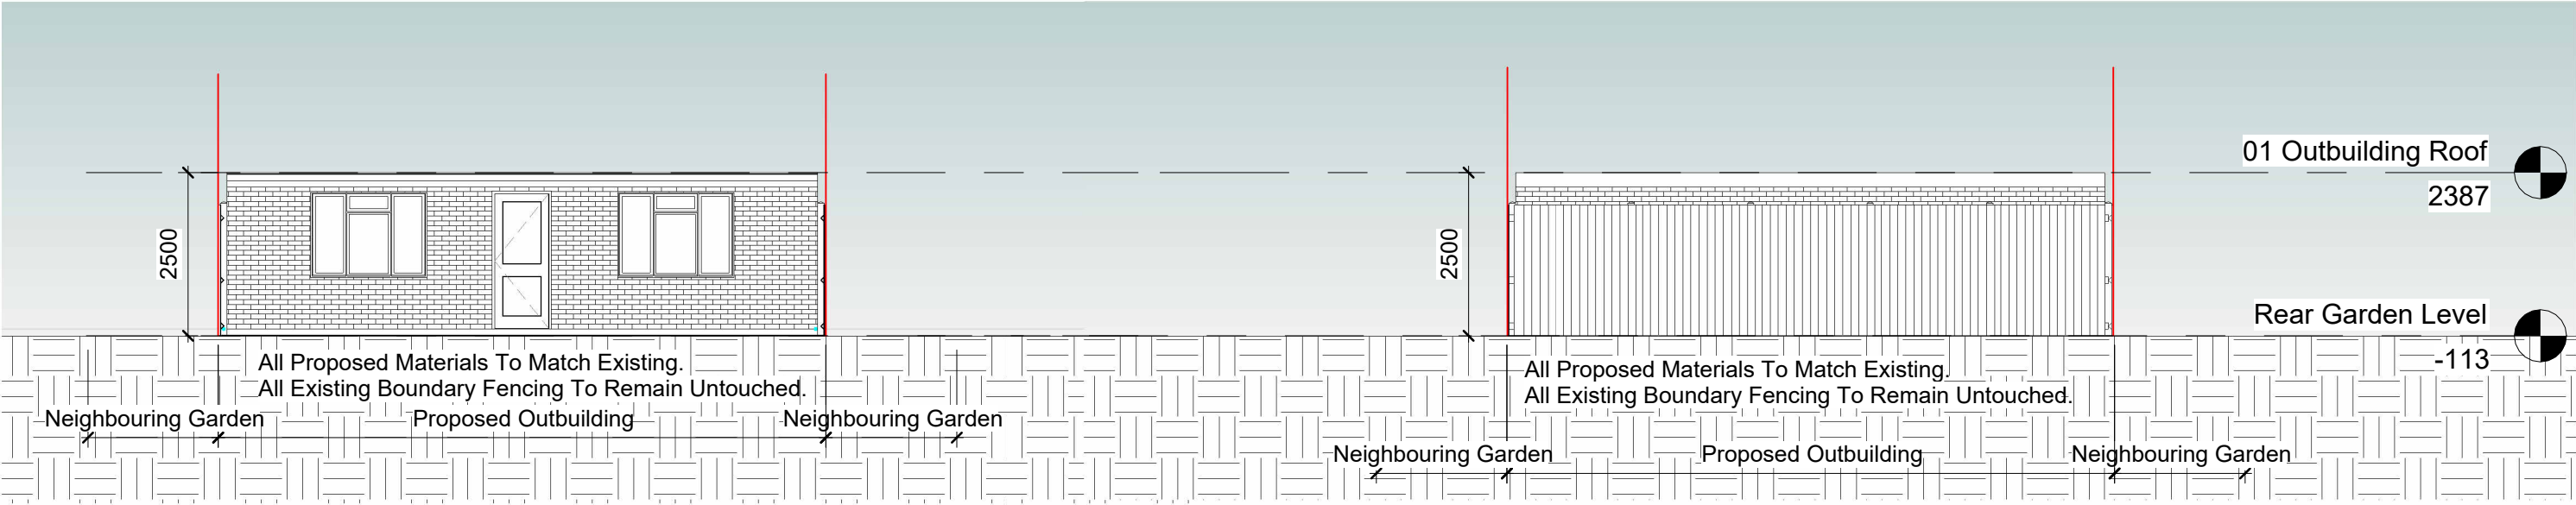 01 Outbuilding Roof
2387
2500
2500
Rear Garden Level
-113
All Proposed Materials To Match Existing.
All Existing Boundary Fencing To Remain Untouched.
Neighbouring Garden
Proposed Outbuilding
Neighbouring Garden
All Proposed Materials To Match Existing.
All Existing Boundary Fencing To Remain Untouched.
Neighbouring Garden
Proposed Outbuilding
Neighbouring Garden